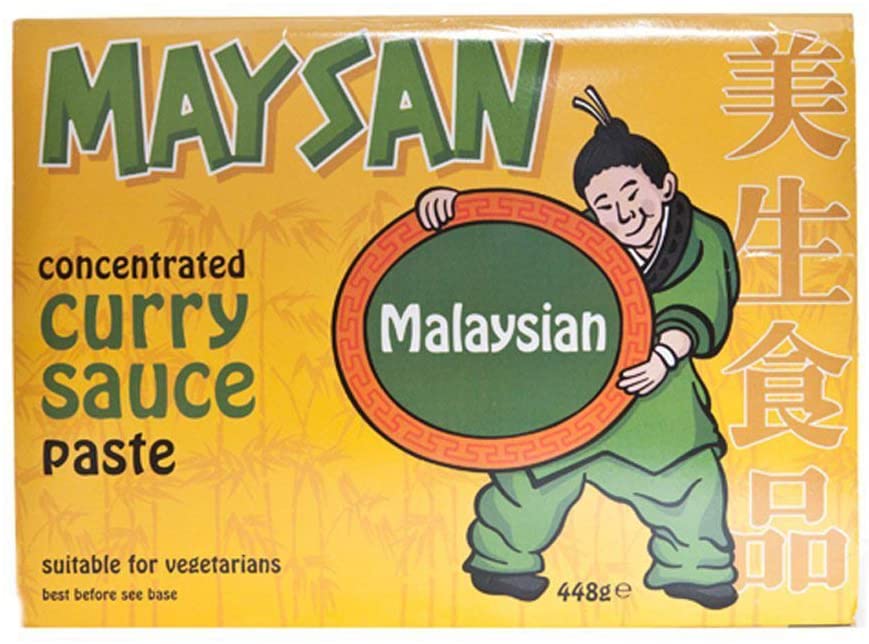 MAYSAN
concentrated
curry
sauce
paste
Malaysian
美生食品
suitable for vegetarians
best before see base
448g℮